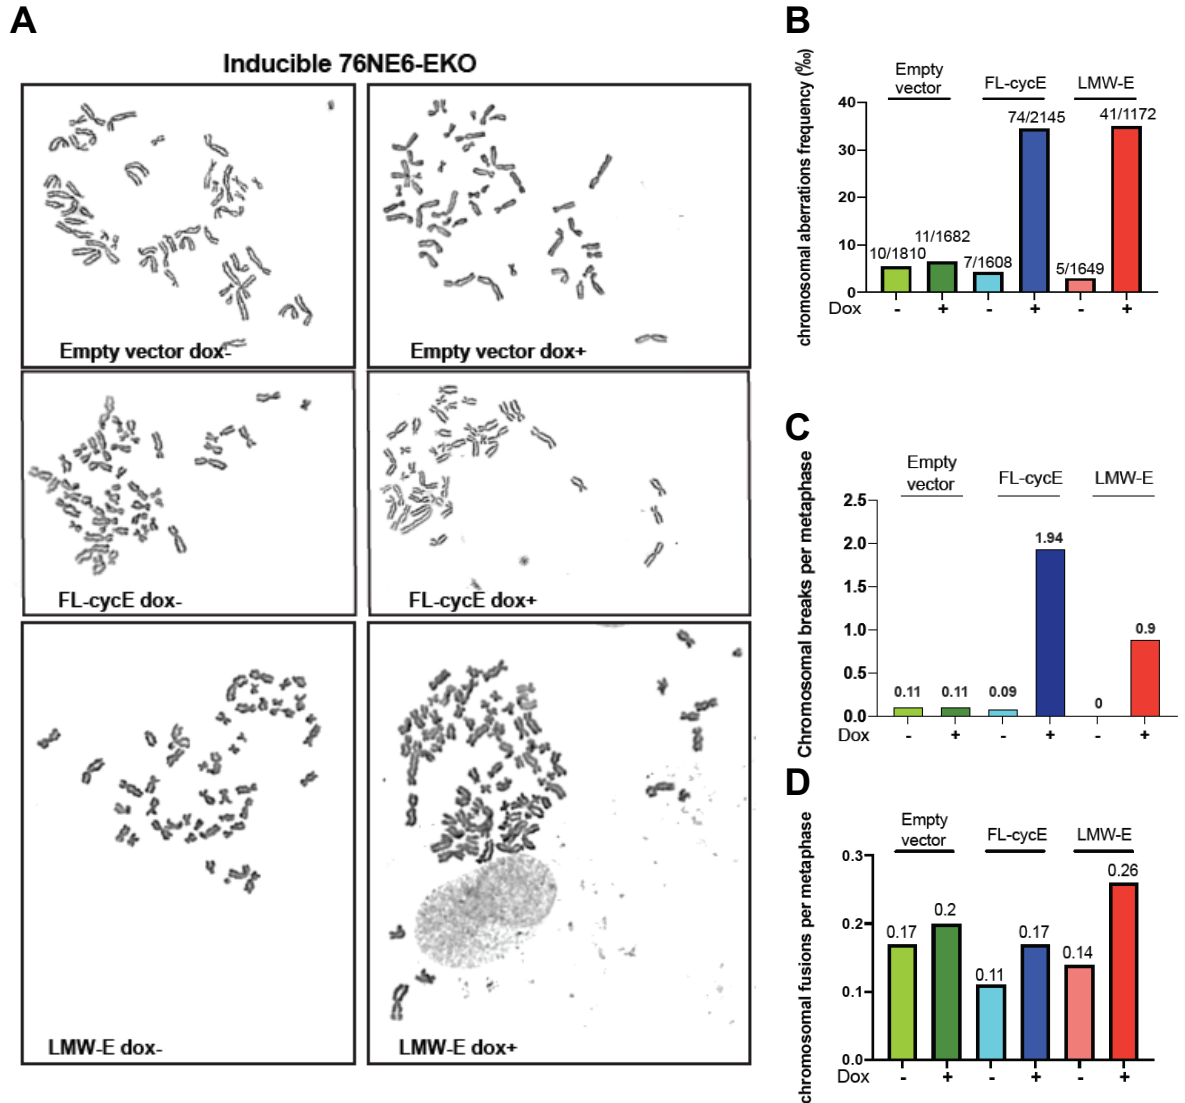 A
Inducible 76NE6-EKO
Empty vector dox-
Empty vector dox+
FL-cycE dox-
FL-cycE dox+
LMW-E dox-
LMW-E dox+
B
chromosomal aberrations frequency (‰)
Empty
vector
FL-cycE
LMW-E
40
30
20
10
0
10/1810
11/1682
7/1608
74/2145
5/1649
41/1172
Dox - + - + - +
C
Chromosomal breaks per metaphase
Empty
vector
FL-cycE
LMW-E
2.5
2.0
1.5
1.0
0.5
0.0
0.11
0.11
0.09
1.94
0
0.9
Dox - + - + - +
D
chromosomal fusions per metaphase
Empty
vector
FL-cycE
LMW-E
0.3
0.2
0.1
0.0
0.17
0.2
0.11
0.17
0.14
0.26
Dox - + - + - +